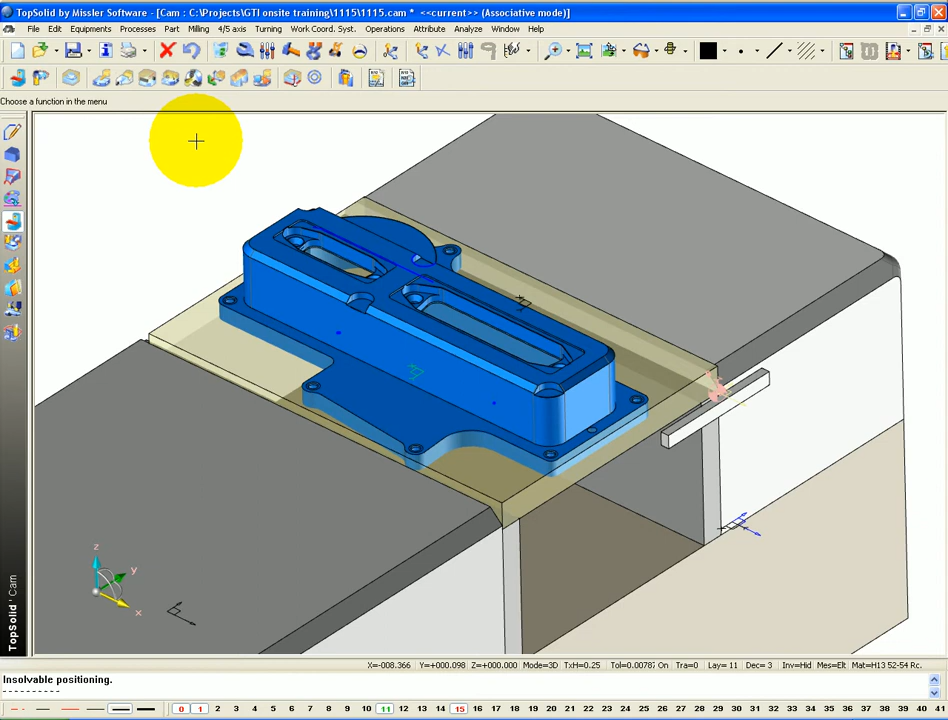 TopSolid by Missler Software - [Cam : C:\Projects\GTI onsite training\1115\1115.cam *  <<current>> (Associative mode)]
File Edit Equipments Processes Part Milling 4/5 axis Turning Work Coord. Syst. Operations Attribute Analyze Window Help
Choose a function in the menu
TopSolid'Cam
z
y
x
X=-008.366 Y=+000.098 Z=+000.000 Mode=3D TxH=0.25 Tol=0.00787 On Tra=0 Lay= 11 Dec= 3 Inv=Hid Mes=Elt Mat=H13 52-54 Rc.
Insolvable positioning.
----------
0 1 2 3 4 5 6 7 8 9 10 11 12 13 14 15 16 17 18 19 20 21 22 23 24 25 26 27 28 29 30 31 32 33 34 35 36 37 38 39 40 41